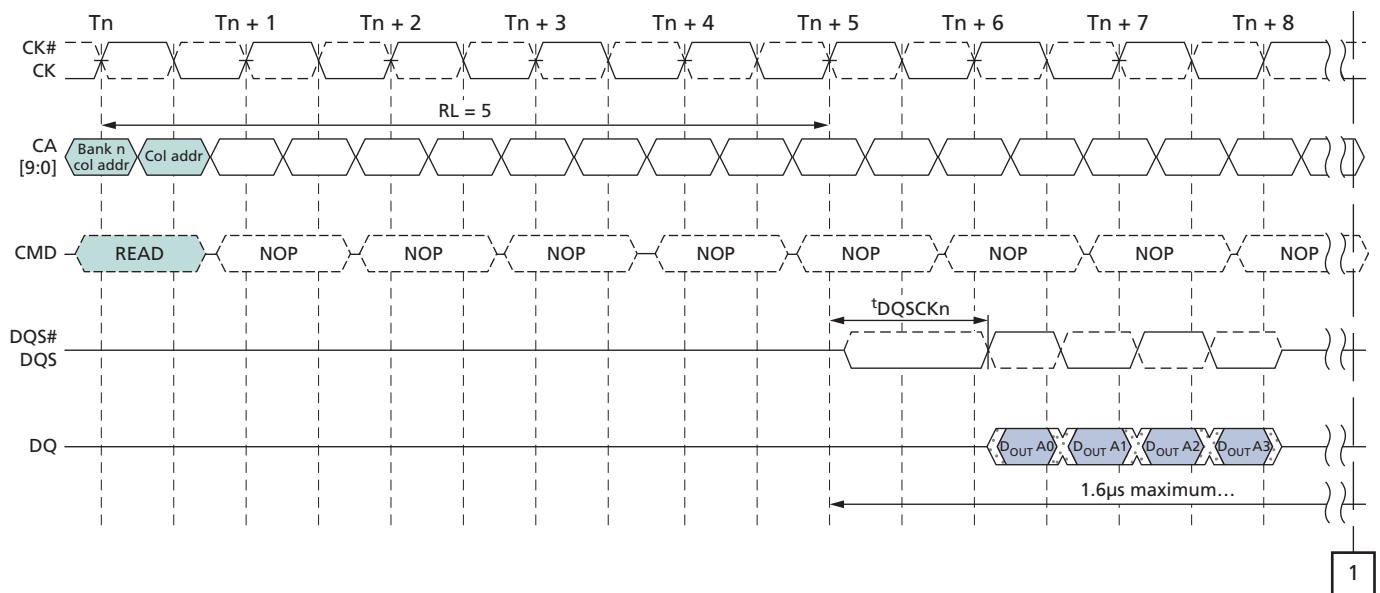 Tn Tn + 1 Tn + 2 Tn + 3 Tn + 4 Tn + 5 Tn + 6 Tn + 7 Tn + 8
CK#
CK
RL = 5
CA
[9:0]
Bank n
col addr
Col addr
CMD READ NOP NOP NOP NOP NOP NOP NOP NOP
tDQSCKn
DQS#
DQS
DQ DOUT A0 DOUT A1 DOUT A2 DOUT A3
1.6µs maximum…
1